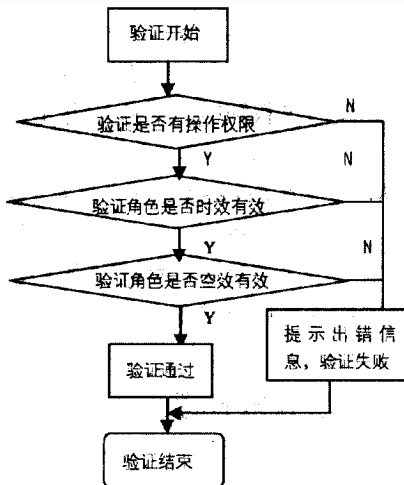 验证开始
N
验证是否有操作权限
Y
N
验证角色是否时效有效
Y
N
验证角色是否空效有效
Y
提示出错信
息，验证失败
验证通过
验证结束